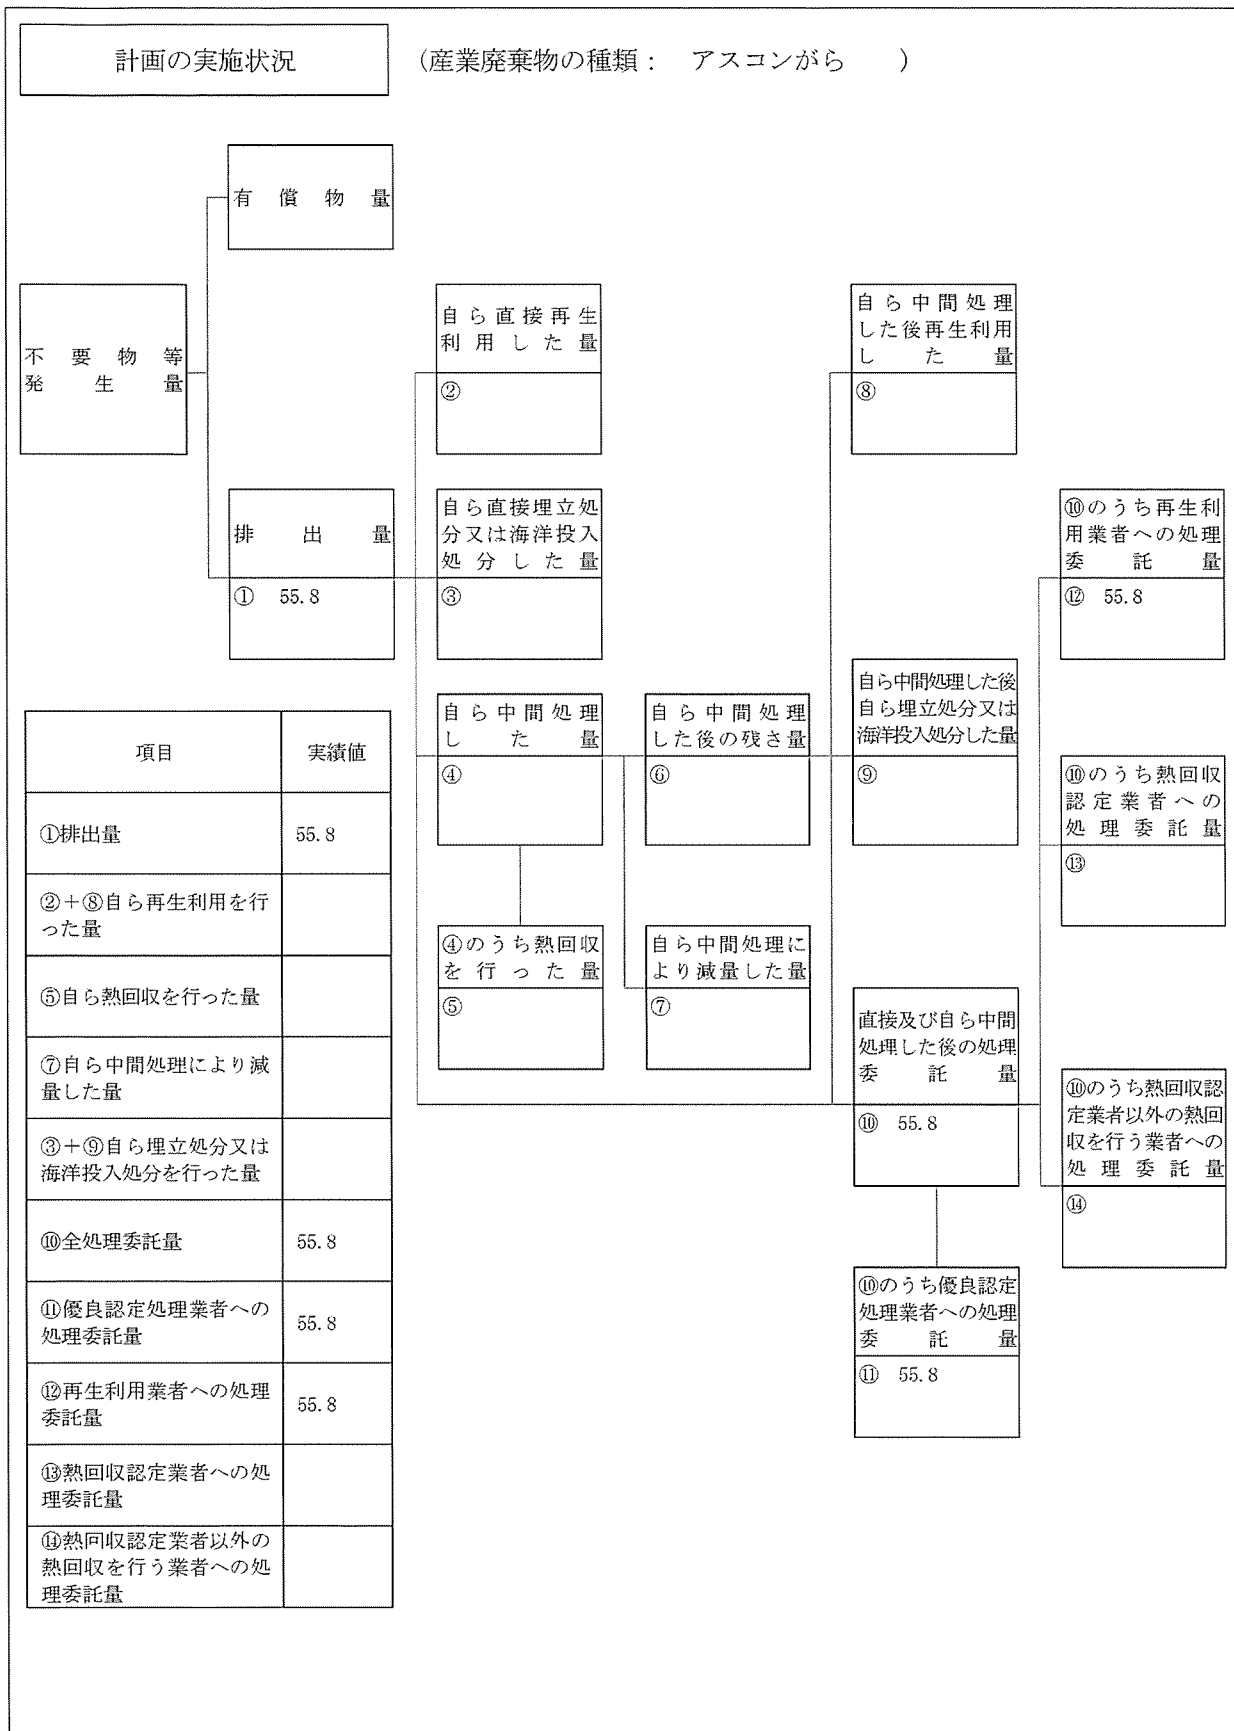 計画の実施状況
（産業廃棄物の種類： アスコンがら ）
有償物量
不要物等
発生量
排出量
① 55.8
自ら直接再生
利用した量
②
自ら直接埋立処
分又は海洋投入
処分した量
③
自ら中間処理
した量
④
④のうち熱回収
を行った量
⑤
自ら中間処理
した後の残さ量
⑥
自ら中間処理に
より減量した量
⑦
自ら中間処理
した後再生利用
した量
⑧
自ら中間処理した後
自ら埋立処分又は
海洋投入処分した量
⑨
直接及び自ら中間
処理した後の処理
委託量
⑩ 55.8
⑩のうち優良認定
処理業者への処理
委託量
⑪ 55.8
⑩のうち再生利
用業者への処理
委託量
⑫ 55.8
⑩のうち熱回収
認定業者への
処理委託量
⑬
⑩のうち熱回収認
定業者以外の熱回
収を行う業者への
処理委託量
⑭
項目 実績値
①排出量 55.8
②＋⑧自ら再生利用を行
った量
⑤自ら熱回収を行った量
⑦自ら中間処理により減
量した量
③＋⑨自ら埋立処分又は
海洋投入処分を行った量
⑩全処理委託量 55.8
⑪優良認定処理業者への
処理委託量 55.8
⑫再生利用業者への処理
委託量 55.8
⑬熱回収認定業者への処
理委託量
⑭熱回収認定業者以外の
熱回収を行う業者への処
理委託量